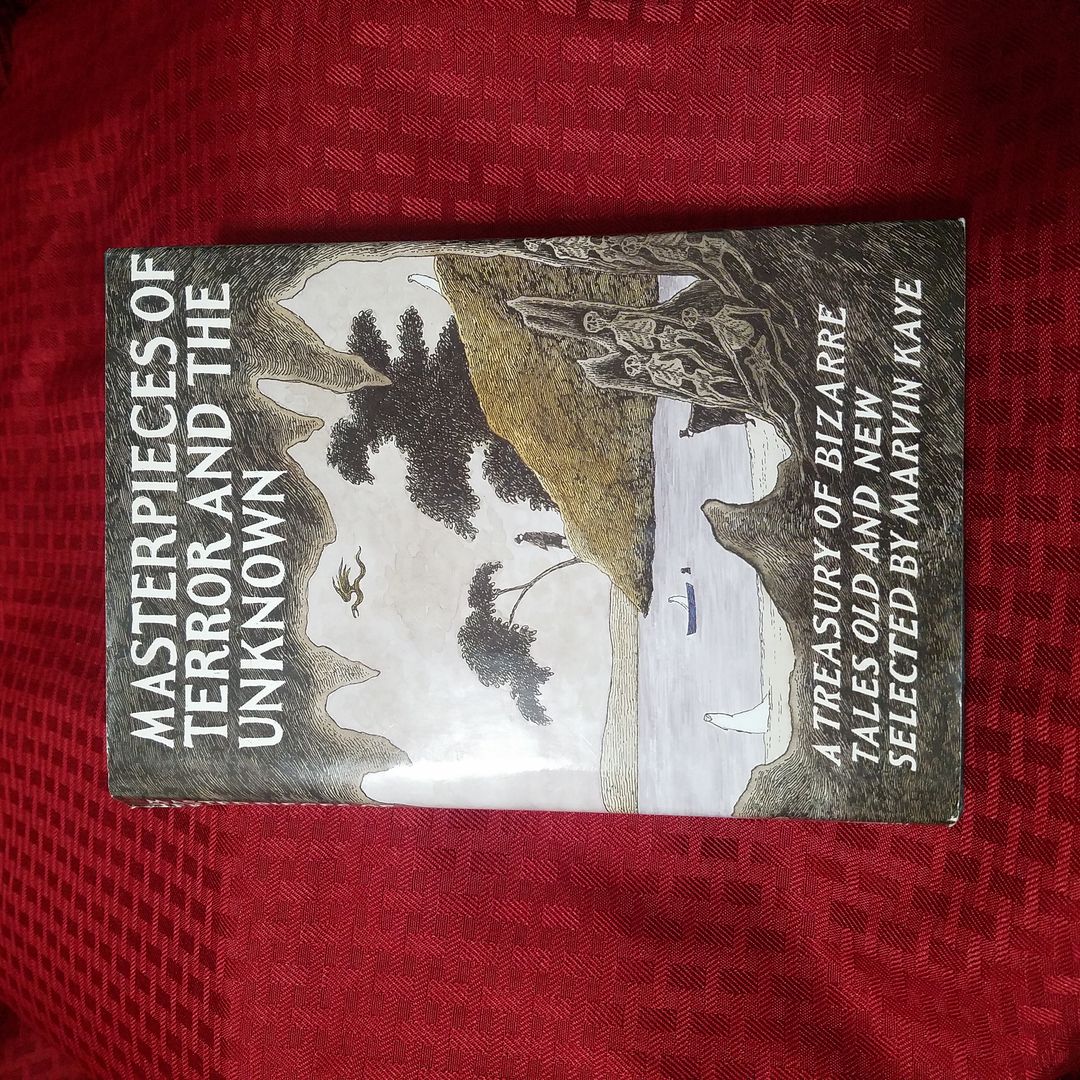 MASTERPIECES OF
TERROR AND THE
UNKNOWN
A TREASURY OF BIZARRE
TALES OLD AND NEW
SELECTED BY MARVIN KAYE